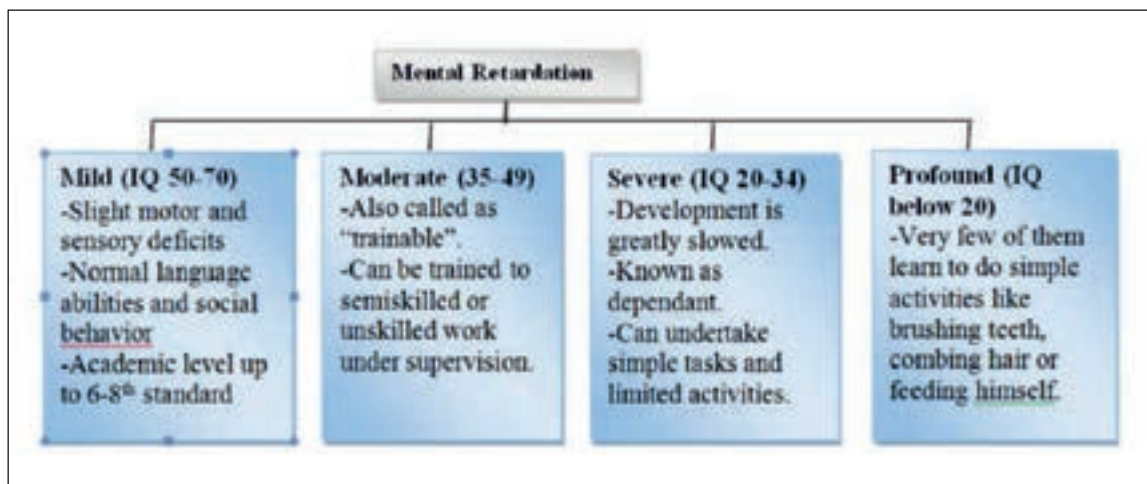 Mental Retardation
Mild (IQ 50-70)
-Slight motor and
sensory deficits
-Normal language
abilities and social
behavior
-Academic level up
to 6-8th standard
Moderate (35-49)
-Also called as
“trainable”.
-Can be trained to
semiskilled or
unskilled work
under supervision.
Severe (IQ 20-34)
-Development is
greatly slowed.
-Known as
dependant.
-Can undertake
simple tasks and
limited activities.
Profound (IQ
below 20)
-Very few of them
learn to do simple
activities like
brushing teeth,
combing hair or
feeding himself.